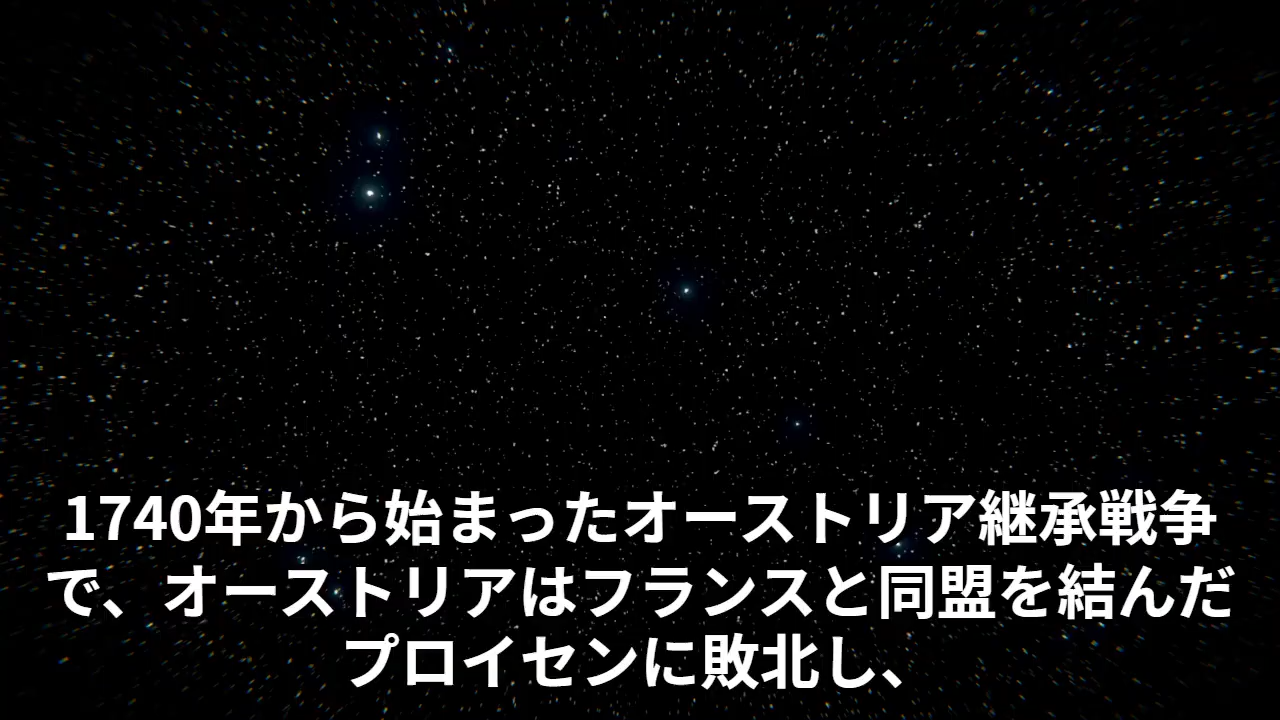 1740年から始まったオーストリア継承戦争
で、オーストリアはフランスと同盟を結んだ
プロイセンに敗北し、